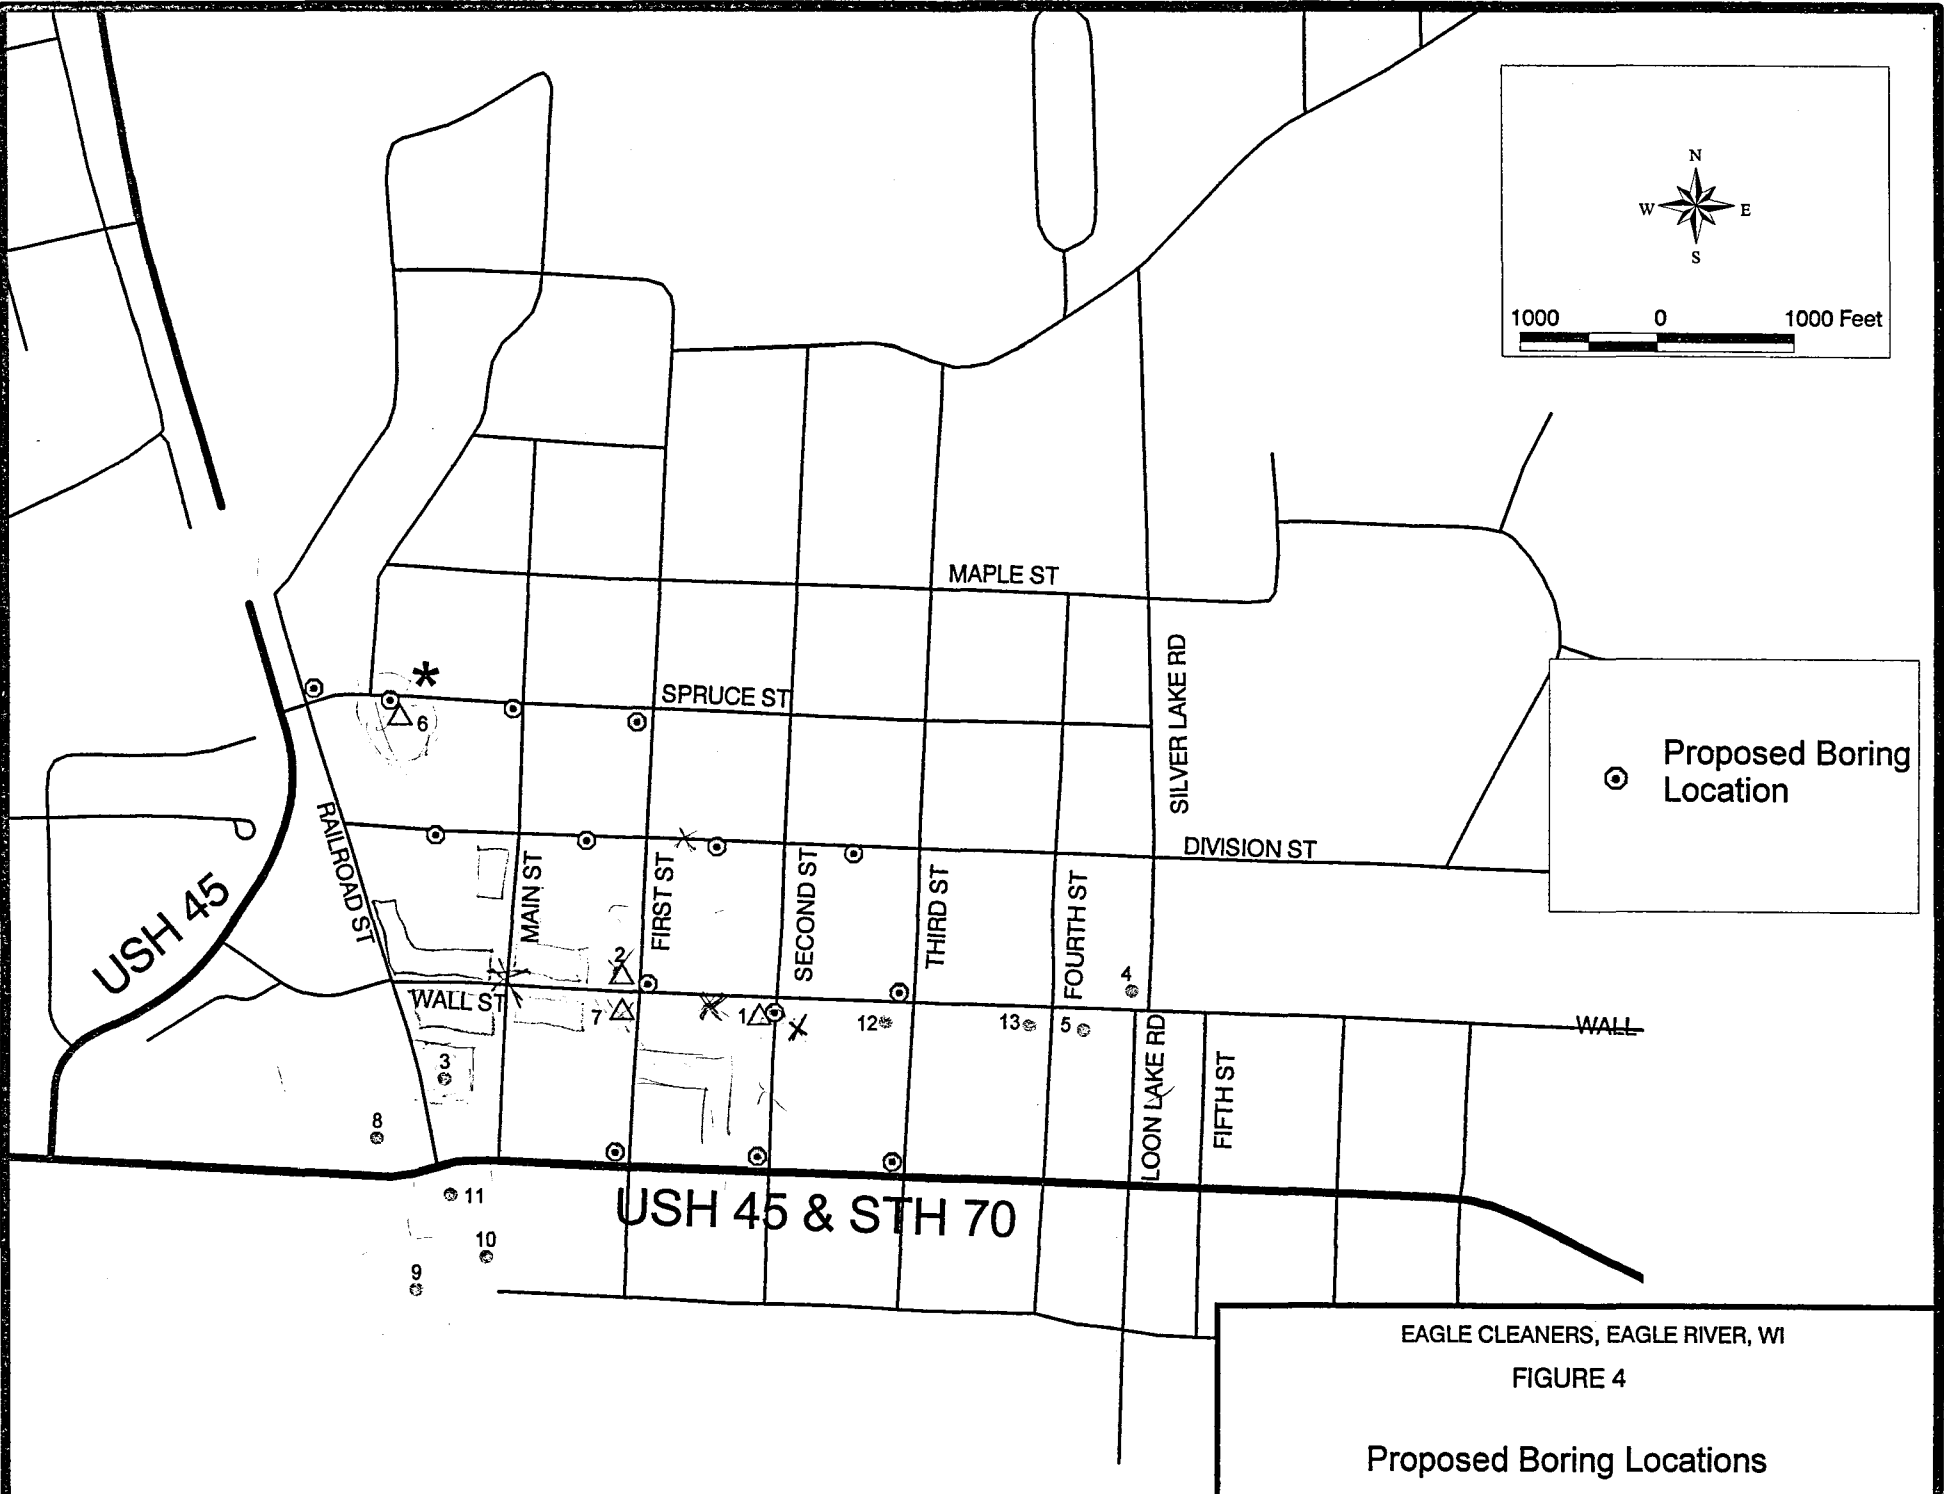 N
W E
S
1000 0 1000 Feet
MAPLE ST
SILVER LAKE RD
*
SPRUCE ST
6
Proposed Boring
Location
RAILROAD ST
DIVISION ST
USH 45
MAIN ST
FIRST ST
SECOND ST
THIRD ST
FOURTH ST
2
4
WALL ST
7
1
12
13
5
WALL
LOON LAKE RD
FIFTH ST
3
8
11
USH 45 & STH 70
10
9
EAGLE CLEANERS, EAGLE RIVER, WI
FIGURE 4
Proposed Boring Locations